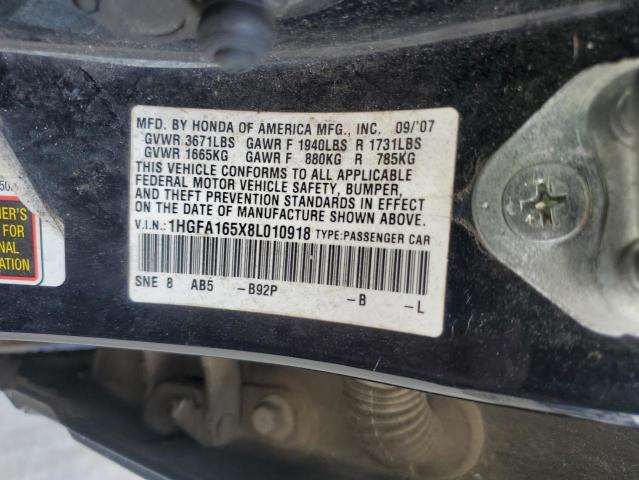 MFD. BY HONDA OF AMERICA MFG., INC. 09/'07
GVWR 3671LBS GAWR F 1940LBS R 1731LBS
GVWR 1665KG GAWR F 880KG R 785KG
THIS VEHICLE CONFORMS TO ALL APPLICABLE
FEDERAL MOTOR VEHICLE SAFETY, BUMPER,
AND THEFT PREVENTION STANDARDS IN EFFECT
ON THE DATE OF MANUFACTURE SHOWN ABOVE.
V.I.N.: 1HGFA165X8L010918 TYPE:PASSENGER CAR
SNE 8 AB5 -B92P -B -L
FOR